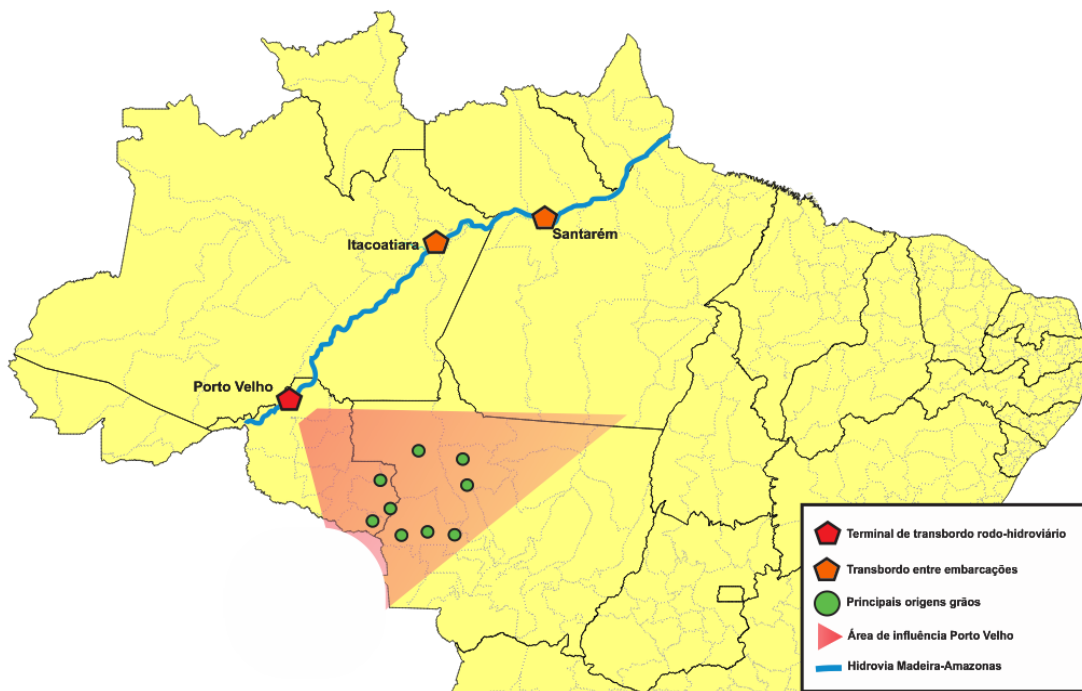 Itacoatiara
Santarém
Porto Velho
Terminal de transbordo rodo-hidroviário
Transbordo entre embarcações
Principais origens grãos
Área de influência Porto Velho
Hidrovia Madeira-Amazonas